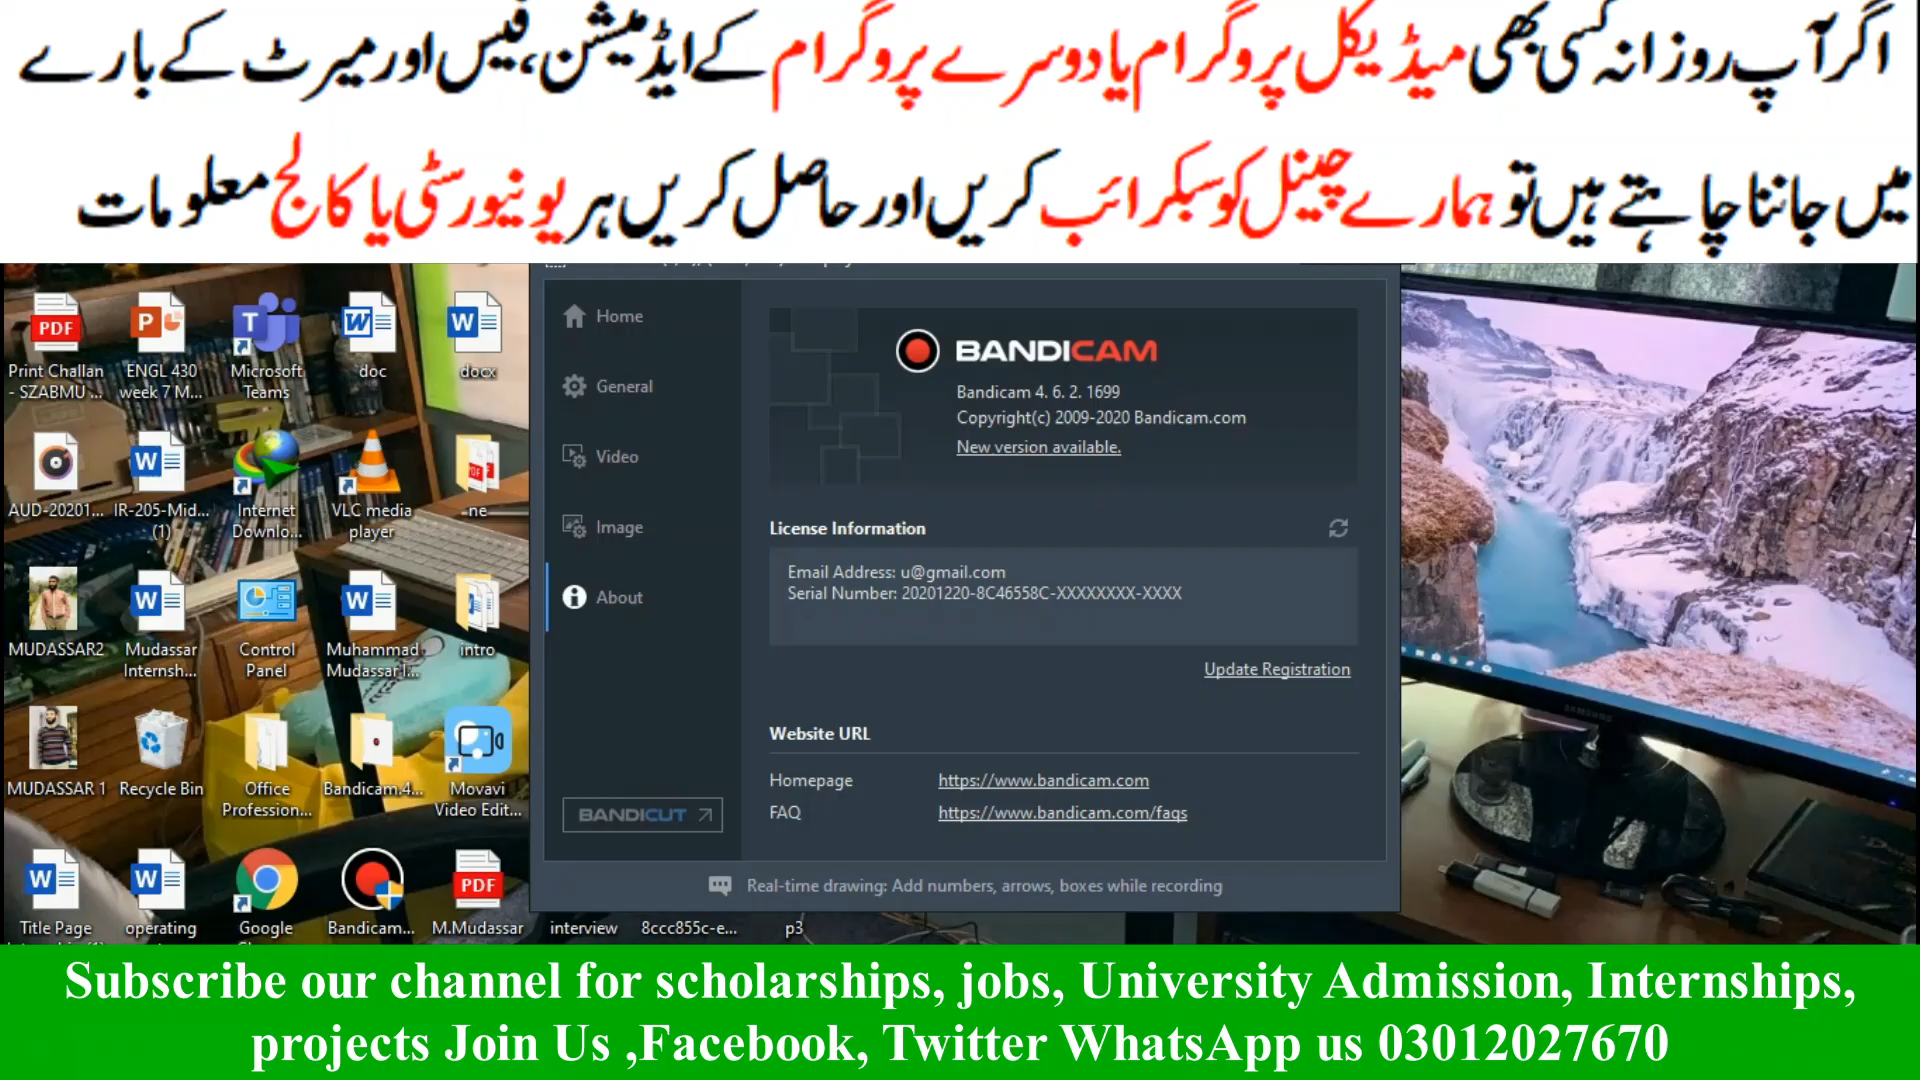 اگر آپ روزانہ کسی بھی میڈیکل پروگرام یا دوسرے پروگرام کے ایڈمیشن، فیس اور میرٹ کے بارے
میں جاننا چاہتے ہیں تو ہمارے چینل کو سبکرائب کریں اور حاصل کریں ہر یونیورسٹی یا کالج معلومات
Print Challan - SZABMU ...
ENGL 430 week 7 M...
Microsoft Teams
doc
docx
AUD-20201...
IR-205-Mid... (1)
Internet Downlo...
VLC media player
-ne
MUDASSAR2
Mudassar Internsh...
Control Panel
Muhammad Mudassar I...
intro
MUDASSAR 1
Recycle Bin
Office Profession...
Bandicam.4...
Movavi Video Edit...
Title Page
operating
Google
Bandicam...
M.Mudassar
interview
8ccc855c-e...
p3
Home
General
Video
Image
About
BANDICUT
BANDICAM
Bandicam 4. 6. 2. 1699
Copyright(c) 2009-2020 Bandicam.com
New version available.
License Information
Email Address: u@gmail.com
Serial Number: 20201220-8C46558C-XXXXXXXX-XXXX
Update Registration
Website URL
Homepage https://www.bandicam.com
FAQ https://www.bandicam.com/faqs
Real-time drawing: Add numbers, arrows, boxes while recording
SAMSUNG
Subscribe our channel for scholarships, jobs, University Admission, Internships,
projects Join Us ,Facebook, Twitter WhatsApp us 03012027670